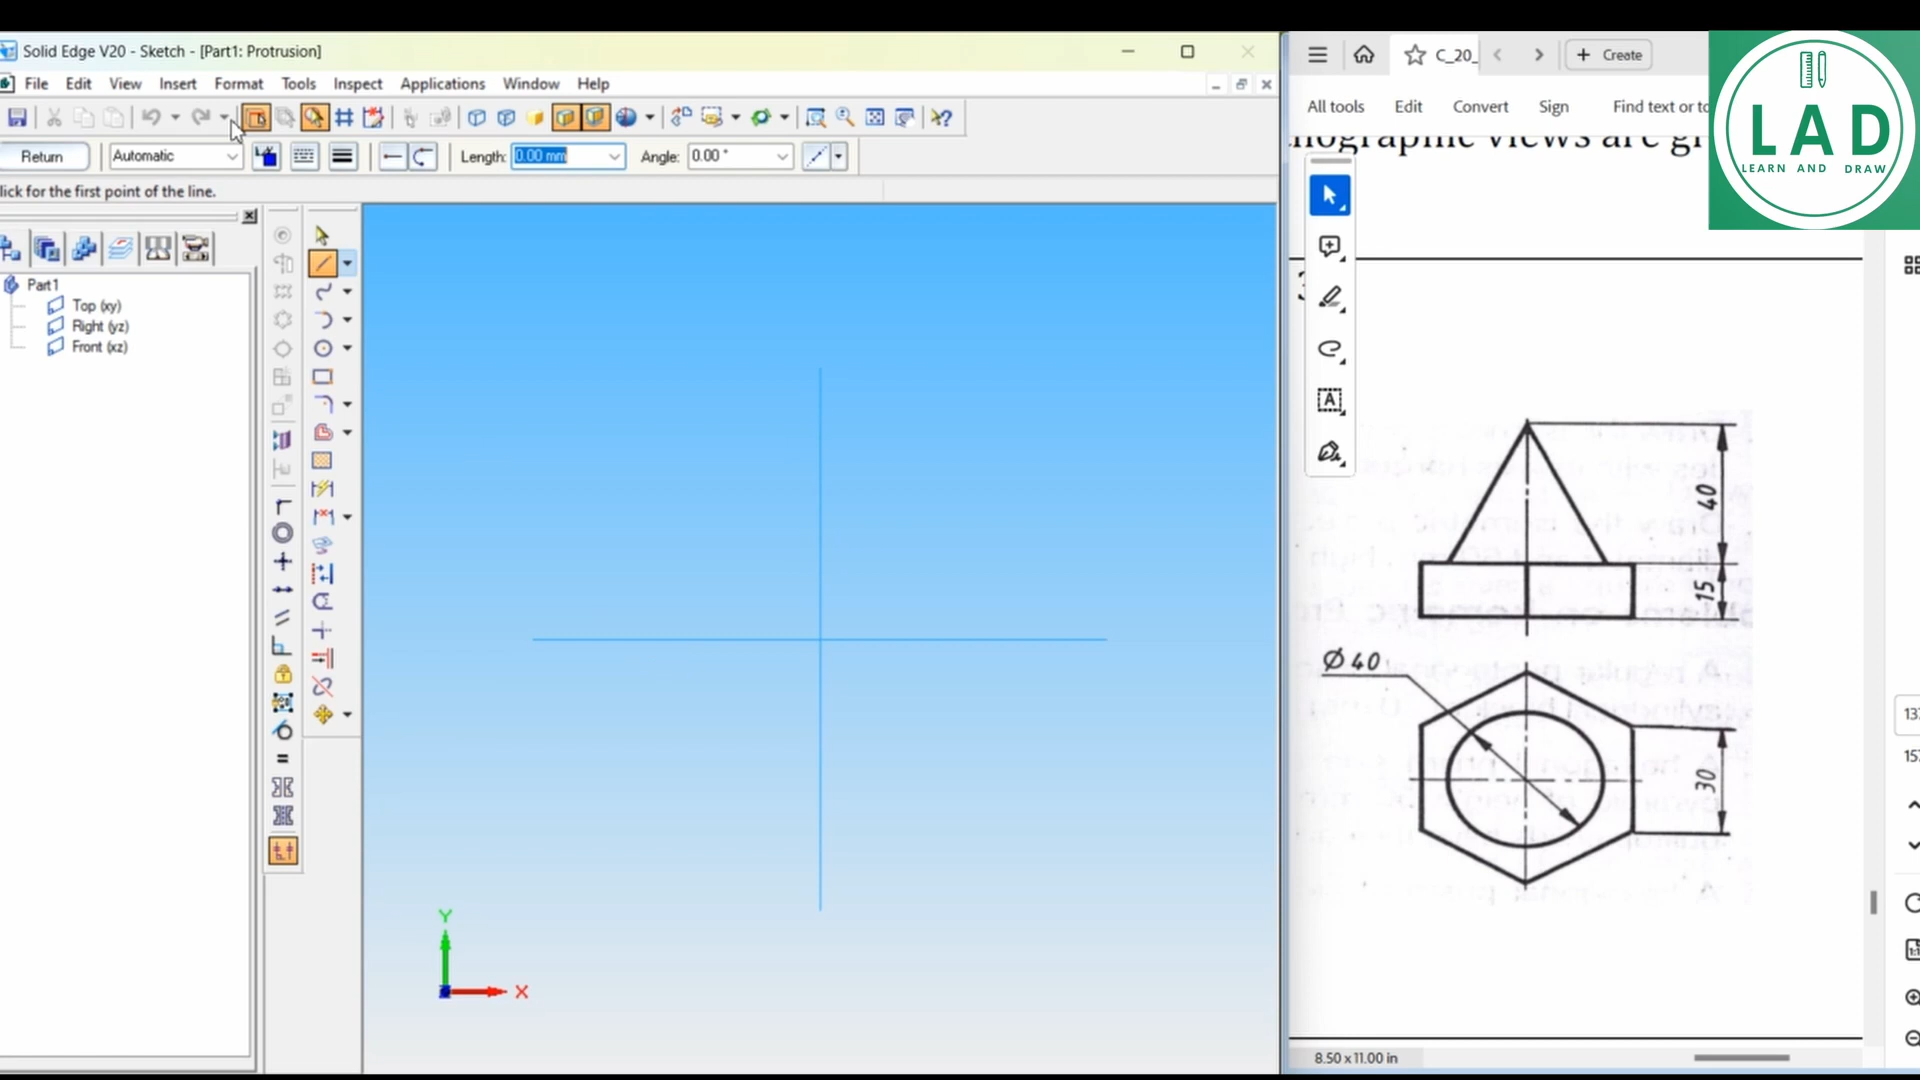 Solid Edge V20 - Sketch - [Part1: Protrusion]
File Edit View Insert Format Tools Inspect Applications Window Help
Return Automatic Length: 0.00 mm Angle: 0.00 °
lick for the first point of the line.
Part1
Top (xy)
Right (yz)
Front (xz)
Y
X
C_20_
Create
All tools Edit Convert Sign Find text or to
views are gr
LAD
LEARN AND DRAW
40
15
Ø40
30
8.50 x 11.00 in